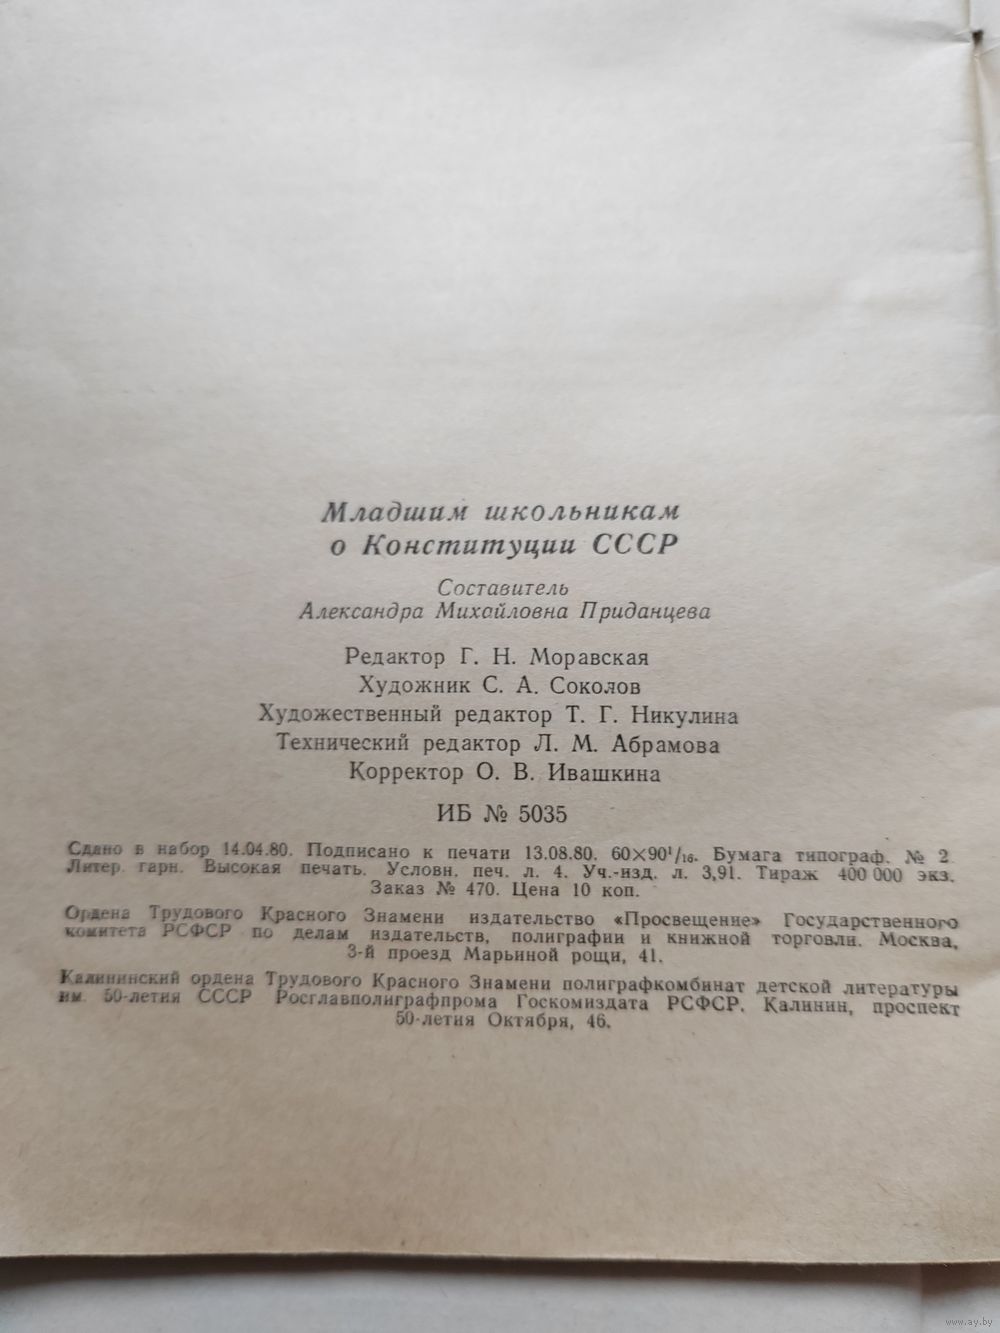 Младшим школьникам
о Конституции СССР
Составитель
Александра Михайловна Приданцева
Редактор Г. Н. Моравская
Художник С. А. Соколов
Художественный редактор Т. Г. Никулина
Технический редактор Л. М. Абрамова
Корректор О. В. Ивашкина
ИБ № 5035
Сдано в набор 14.04.80. Подписано к печати 13.08.80. 60×90¹/₁₆. Бумага типограф. № 2
Литер. гарн. Высокая печать. Условн. печ. л. 4. Уч.-изд. л. 3,91. Тираж 400 000 экз.
Заказ № 470. Цена 10 коп.
Ордена Трудового Красного Знамени издательство «Просвещение» Государственного
комитета РСФСР по делам издательств, полиграфии и книжной торговли. Москва,
3-й проезд Марьиной рощи, 41.
Калининский ордена Трудового Красного Знамени полиграфкомбинат детской литературы
им. 50-летия СССР Росглавполиграфпрома Госкомиздата РСФСР. Калинин, проспект
50-летия Октября, 46.
www.ay.by